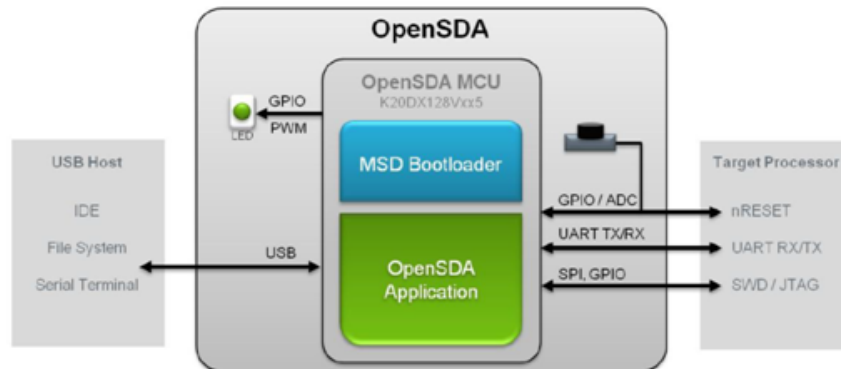 OpenSDA
OpenSDA MCU
K20DX128Vxx5
GPIO
LED
PWM
MSD Bootloader
OpenSDA
Application
USB Host
IDE
File System
Serial Terminal
USB
GPIO / ADC
UART TX/RX
SPI, GPIO
Target Processor
nRESET
UART RX/TX
SWD / JTAG